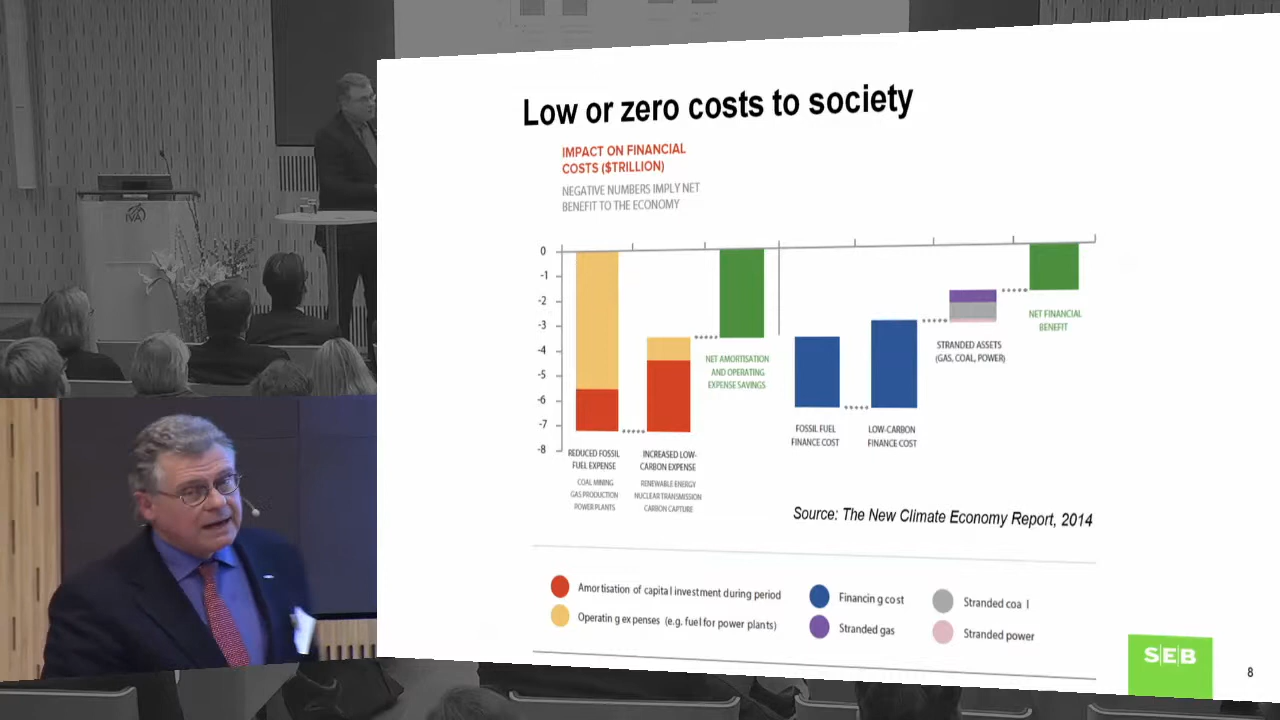 Low or zero costs to society
IMPACT ON FINANCIAL
COSTS ($TRILLION)
NEGATIVE NUMBERS IMPLY NET
BENEFIT TO THE ECONOMY
0
-1
-2
-3
-4
-5
-6
-7
-8
REDUCED FOSSIL
FUEL EXPENSE
COAL MINING
GAS PRODUCTION
POWER PLANTS
INCREASED LOW-
CARBON EXPENSE
RENEWABLE ENERGY
NUCLEAR TRANSMISSION
CARBON CAPTURE
NET AMORTISATION
AND OPERATING
EXPENSE SAVINGS
FOSSIL FUEL
FINANCE COST
LOW-CARBON
FINANCE COST
STRANDED ASSETS
(GAS, COAL, POWER)
NET FINANCIAL
BENEFIT
Source: The New Climate Economy Report, 2014
Amortisation of capital investment during period
Operating expenses (e.g. fuel for power plants)
Financing cost
Stranded gas
Stranded coal
Stranded power
SEB
8
IVA